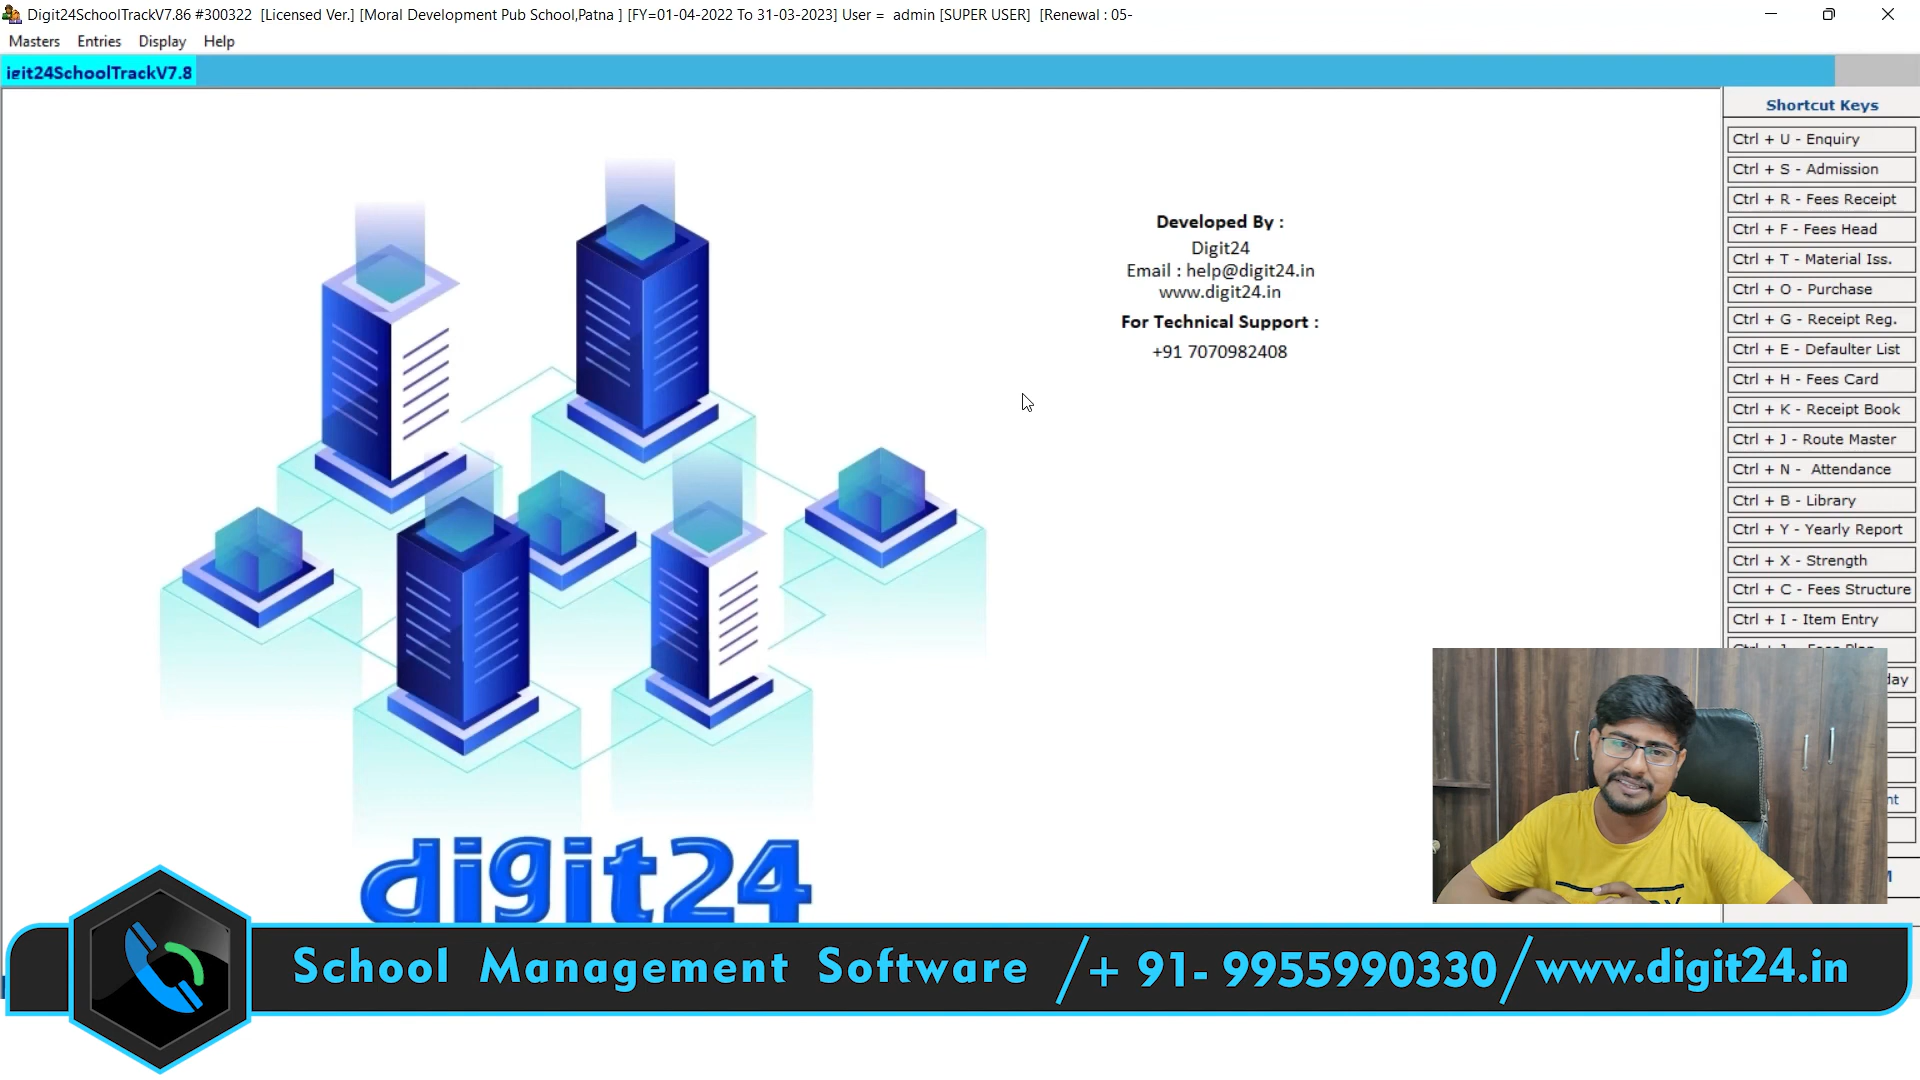 Digit24SchoolTrackV7.86 #300322 [Licensed Ver.] [Moral Development Pub School,Patna ] [FY=01-04-2022 To 31-03-2023] User = admin [SUPER USER] [Renewal : 05-
Masters Entries Display Help
igit24SchoolTrackV7.8
Shortcut Keys
Ctrl + U - Enquiry
Ctrl + S - Admission
Ctrl + R - Fees Receipt
Ctrl + F - Fees Head
Ctrl + T - Material Iss.
Ctrl + O - Purchase
Ctrl + G - Receipt Reg.
Ctrl + E - Defaulter List
Ctrl + H - Fees Card
Ctrl + K - Receipt Book
Ctrl + J - Route Master
Ctrl + N - Attendance
Ctrl + B - Library
Ctrl + Y - Yearly Report
Ctrl + X - Strength
Ctrl + C - Fees Structure
Ctrl + I - Item Entry
Developed By :
Digit24
Email : help@digit24.in
www.digit24.in
For Technical Support :
+91 7070982408
digit24
School Management Software /+ 91- 9955990330/www.digit24.in